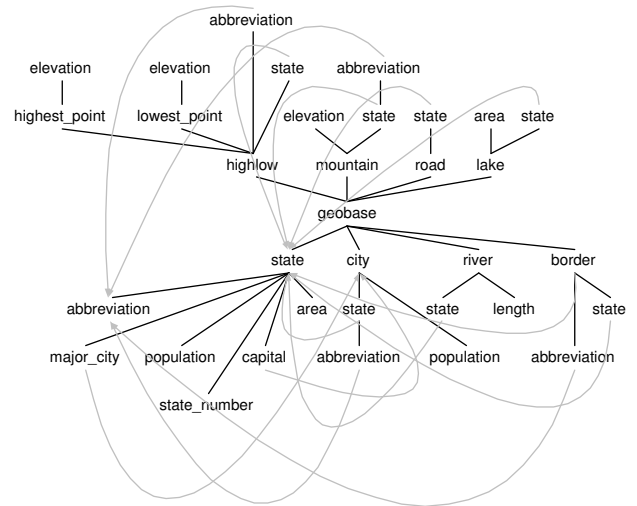 abbreviation
elevation elevation state abbreviation
highest_point lowest_point elevation state state area state
highlow mountain road lake
geobase
state city river border
abbreviation area state state length state
major_city population capital abbreviation population abbreviation
state_number